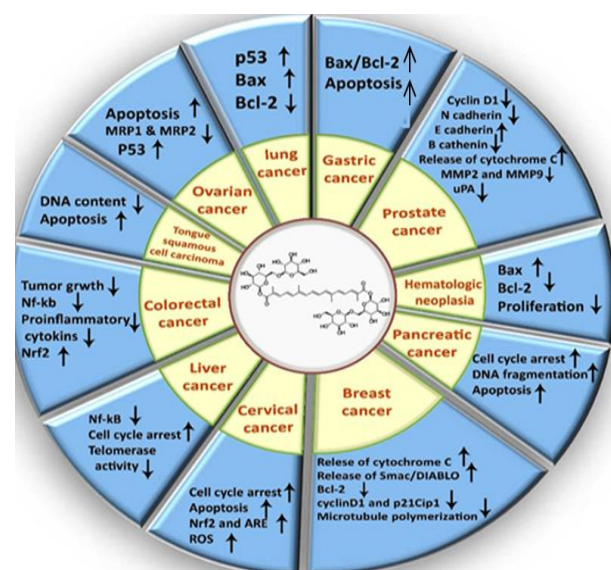 p53 ↑
Bax ↑
Bcl-2 ↓
lung
cancer
Bax/Bcl-2 ↑
Apoptosis ↑
Gastric
cancer
Cyclin D1 ↓
N cadherin ↓
E cadherin ↑
B cathenin ↓
Release of cytochrome C ↑
MMP2 and MMP9 ↓
uPA ↓
Prostate
cancer
Bax ↑
Bcl-2 ↓
Proliferation ↓
Hematologic
neoplasia
Cell cycle arrest ↑
DNA fragmentation ↑
Apoptosis ↑
Pancreatic
cancer
Relese of cytochrome C ↑
Release of Smac/DIABLO ↑
Bcl-2 ↓
cyclinD1 and p21Cip1 ↓
Microtubule polymerization ↓
Breast
cancer
Cell cycle arrest ↑
Apoptosis ↑
Nrf2 and ARE ↑
ROS ↑
Cervical
cancer
Nf-kB ↓
Cell cycle arrest ↑
Telomerase
activity ↓
Liver
cancer
Tumor grwth ↓
Nf-kb ↓
Proinflammatory ↓
cytokins ↓
Nrf2 ↑
Colorectal
cancer
DNA content ↓
Apoptosis ↑
Tongue
squamous
cell carcinoma
Apoptosis ↑
MRP1 & MRP2 ↓
P53 ↑
Ovarian
cancer